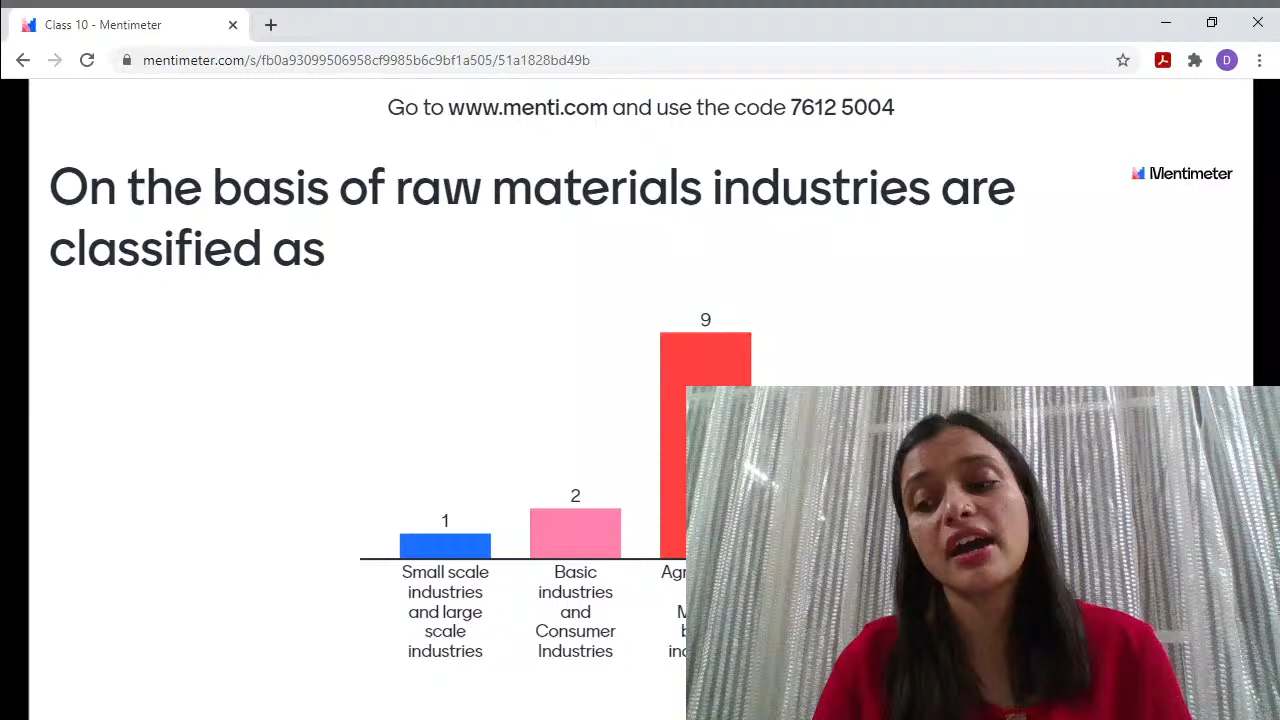 Class 10 - Mentimeter
mentimeter.com/s/fb0a93099506958cf9985b6c9bf1b505/51a1828bd49b
D
Go to www.menti.com and use the code 7612 5004
Mentimeter
On the basis of raw materials industries are
classified as
9
2
1
Small scale
industries
and large
scale
industries
Basic
industries
and
Consumer
Industries